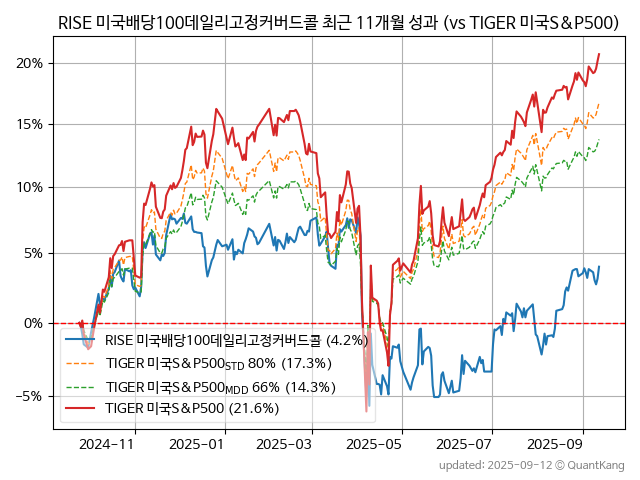 RISE 미국배당100데일리고정커버드콜 최근 11개월 성과 (vs TIGER 미국S&P500)
20%
15%
10%
5%
0%
−5%
RISE 미국배당100데일리고정커버드콜 (4.2%)
TIGER 미국S&P500STD 80% (17.3%)
TIGER 미국S&P500MDD 66% (14.3%)
TIGER 미국S&P500 (21.6%)
2024-11 2025-01 2025-03 2025-05 2025-07 2025-09
updated: 2025-09-12 © QuantKang